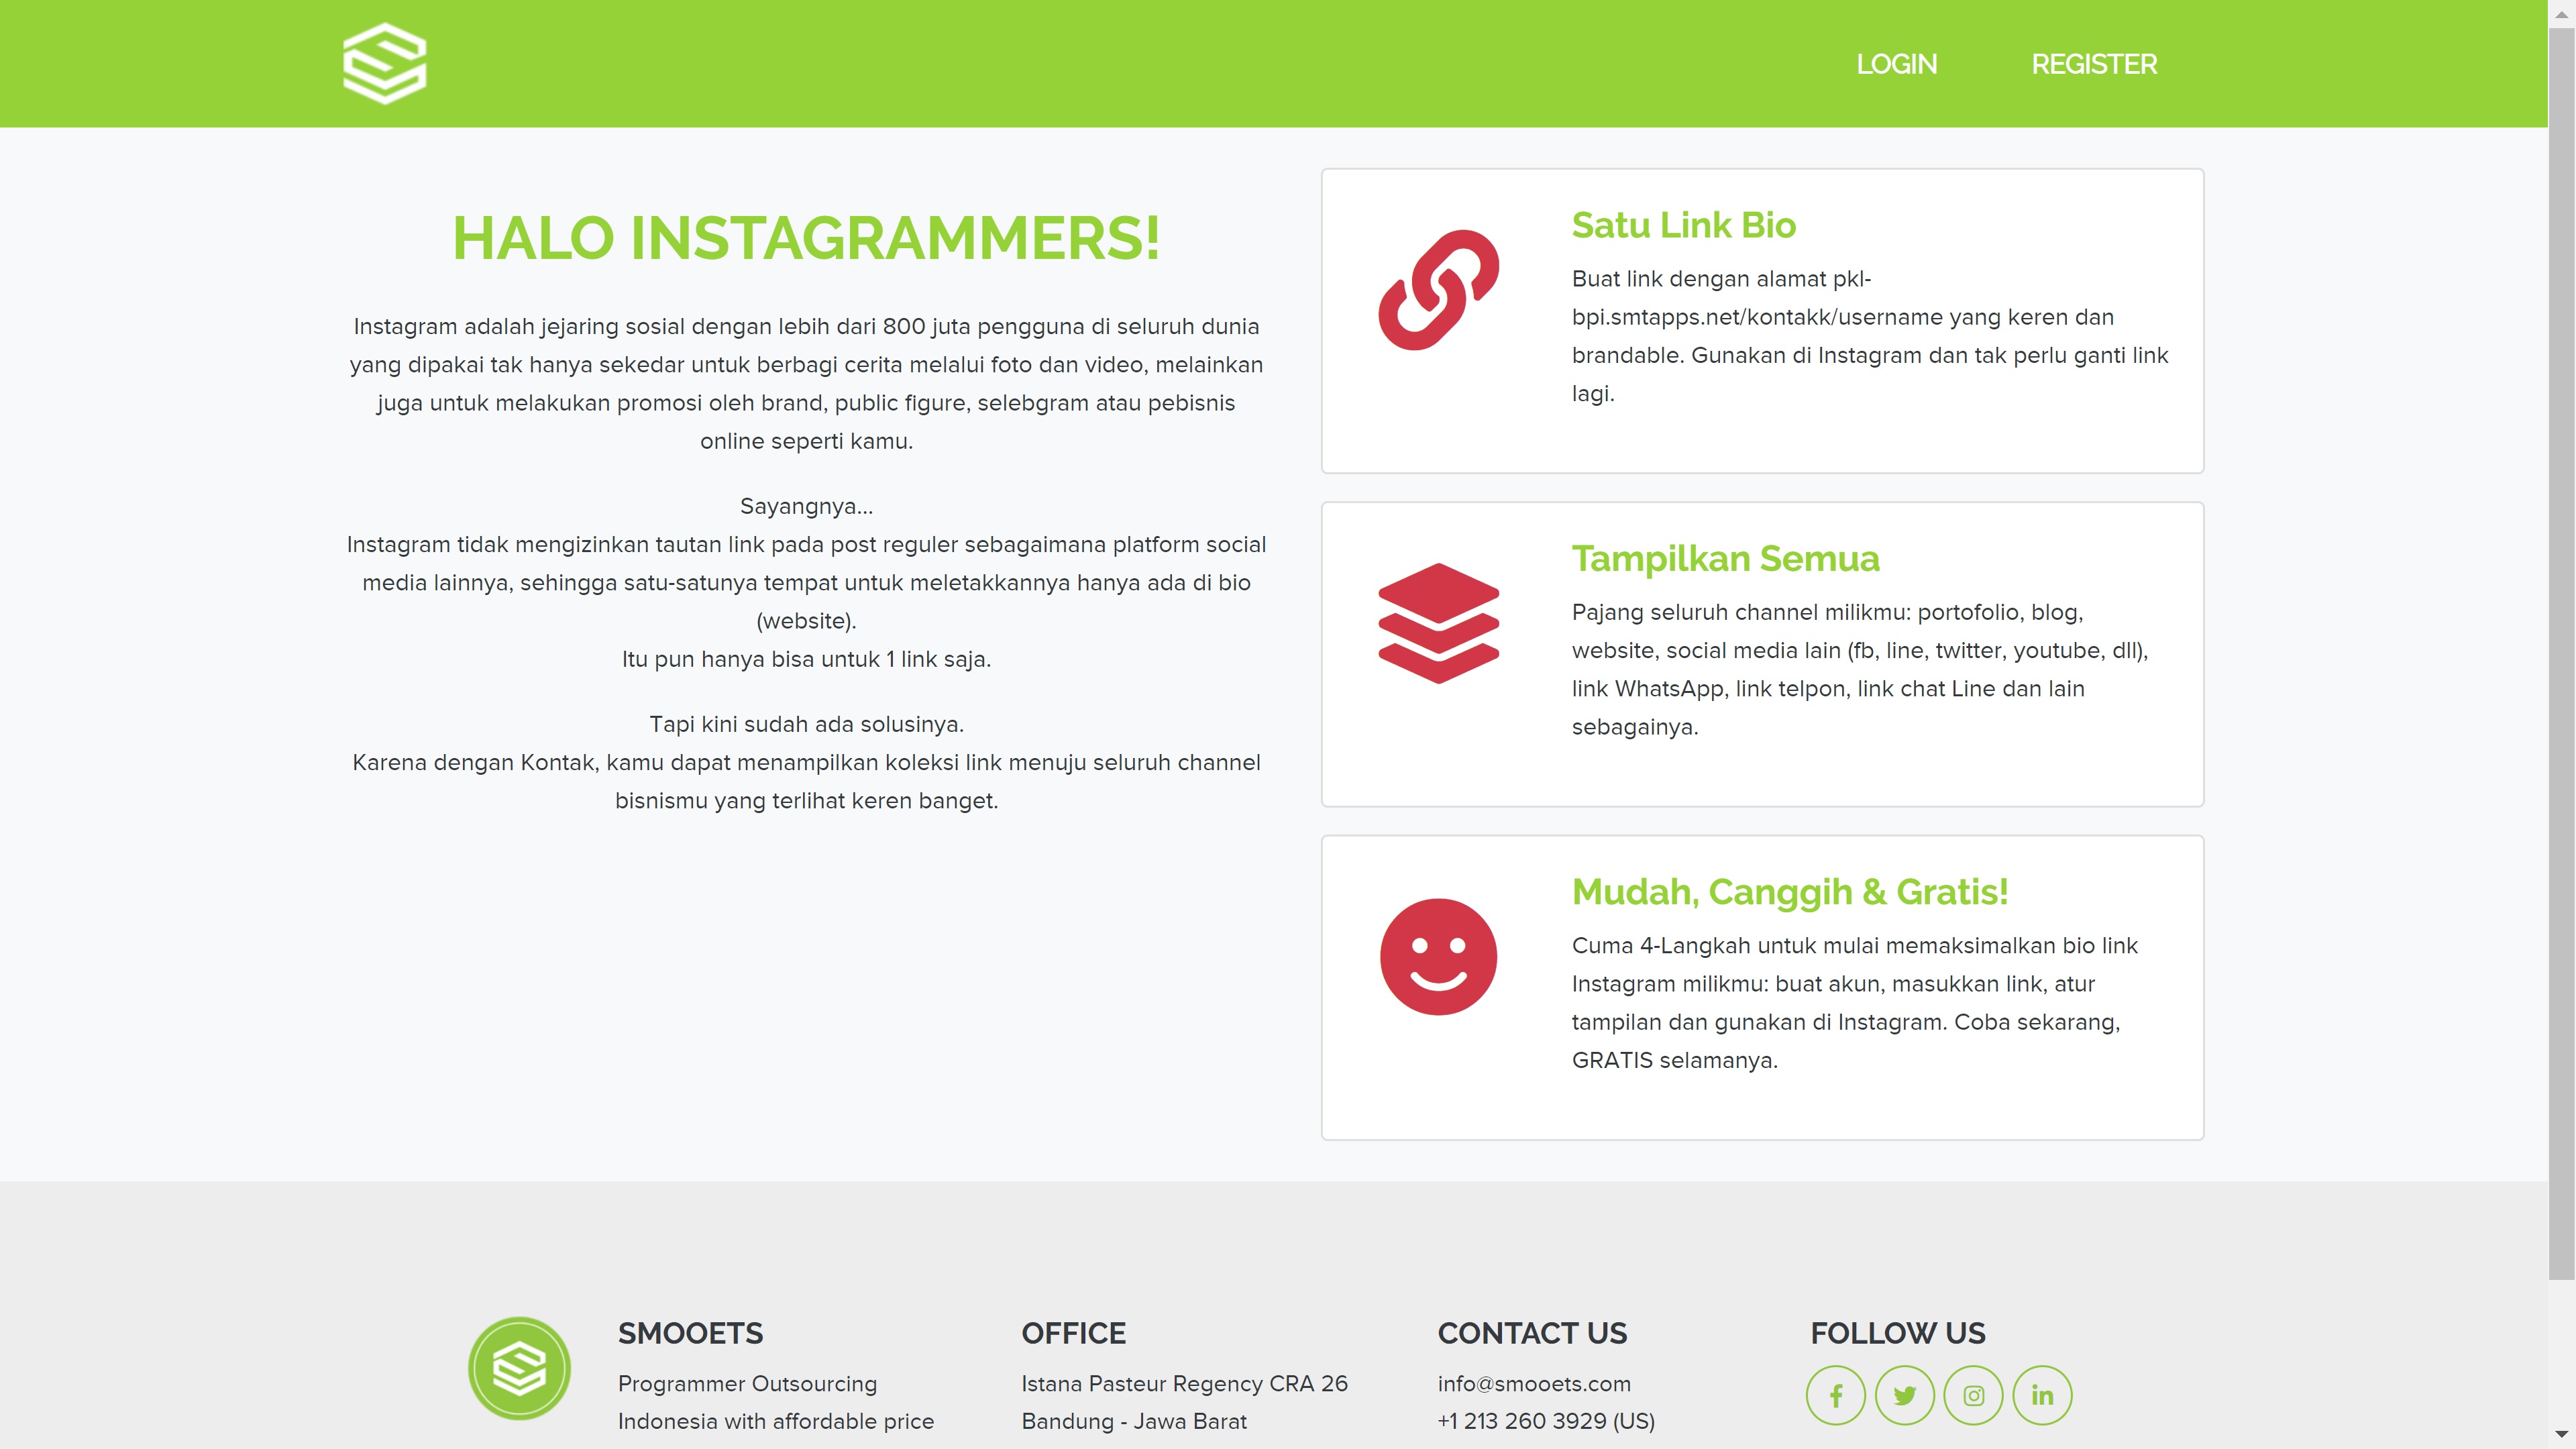 LOGIN
REGISTER
HALO INSTAGRAMMERS!
Instagram adalah jejaring sosial dengan lebih dari 800 juta pengguna di seluruh dunia
yang dipakai tak hanya sekedar untuk berbagi cerita melalui foto dan video, melainkan
juga untuk melakukan promosi oleh brand, public figure, selebgram atau pebisnis
online seperti kamu.
Sayangnya...
Instagram tidak mengizinkan tautan link pada post reguler sebagaimana platform social
media lainnya, sehingga satu-satunya tempat untuk meletakkannya hanya ada di bio
(website).
Itu pun hanya bisa untuk 1 link saja.
Tapi kini sudah ada solusinya.
Karena dengan Kontak, kamu dapat menampilkan koleksi link menuju seluruh channel
bisnismu yang terlihat keren banget.
Satu Link Bio
Buat link dengan alamat pkl-
bpi.smtapps.net/kontakk/username yang keren dan
brandable. Gunakan di Instagram dan tak perlu ganti link
lagi.
Tampilkan Semua
Pajang seluruh channel milikmu: portofolio, blog,
website, social media lain (fb, line, twitter, youtube, dll),
link WhatsApp, link telpon, link chat Line dan lain
sebagainya.
Mudah, Canggih & Gratis!
Cuma 4-Langkah untuk mulai memaksimalkan bio link
Instagram milikmu: buat akun, masukkan link, atur
tampilan dan gunakan di Instagram. Coba sekarang,
GRATIS selamanya.
SMOOETS
Programmer Outsourcing
Indonesia with affordable price
OFFICE
Istana Pasteur Regency CRA 26
Bandung - Jawa Barat
CONTACT US
info@smooets.com
+1 213 260 3929 (US)
FOLLOW US